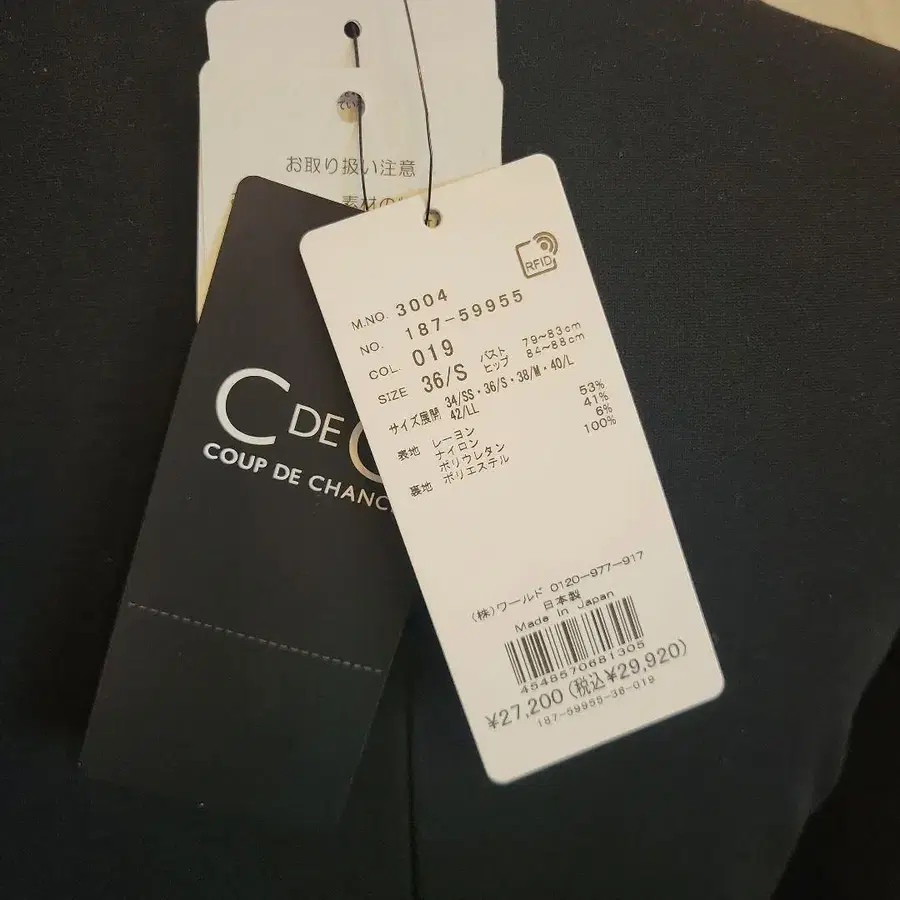 てい
お取り扱い注意
素材の
C DE C
COUP DE CHANC
RFID
M.NO. 3004
NO. 187-59955
COL. 019
SIZE 36/S バスト 79~83cm
ヒップ 84~88cm
サイズ展開 34/SS・36/S・38/M・40/L
42/LL
表地 レーヨン 53%
ナイロン 41%
ポリウレタン 6%
裏地 ポリエステル 100%
(株)ワールド 0120-977-917
日本製
Made In Japan
4548570681305
¥27,200(税込¥29,920)
187-59955-36-019